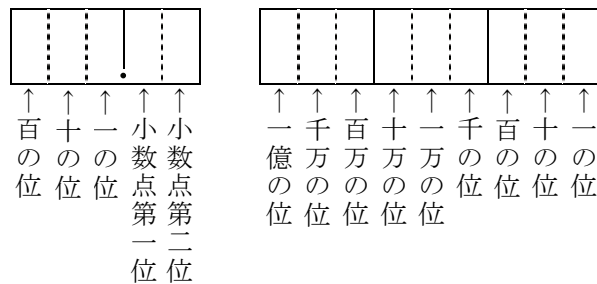 ↑百の位
↑十の位
↑一の位
↑小数点第一位
↑小数点第二位
↑一億の位
↑千万の位
↑百万の位
↑十万の位
↑一万の位
↑千の位
↑百の位
↑十の位
↑一の位